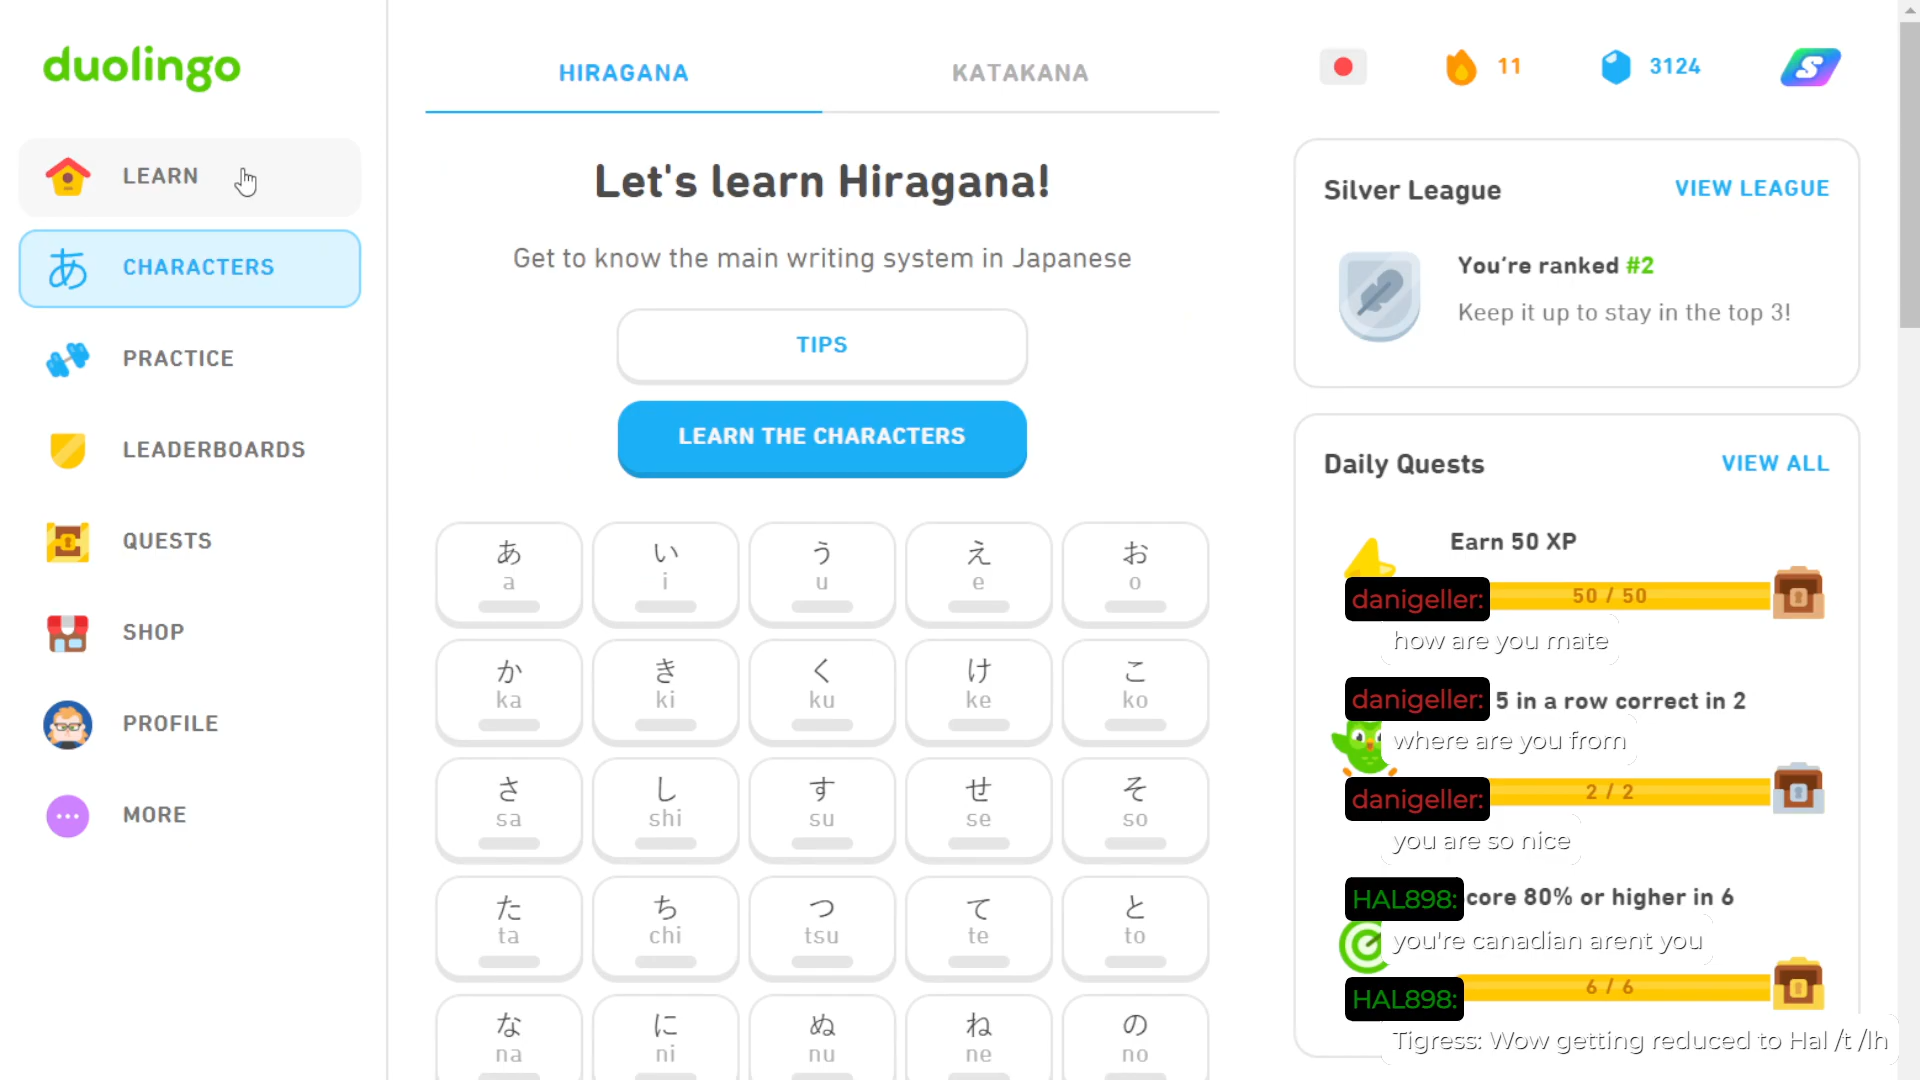 duolingo
LEARN
あ CHARACTERS
PRACTICE
LEADERBOARDS
QUESTS
SHOP
PROFILE
MORE
HIRAGANA KATAKANA
Let's learn Hiragana!
Get to know the main writing system in Japanese
TIPS
LEARN THE CHARACTERS
あ い う え お
a i u e o
か き く け こ
ka ki ku ke ko
さ し す せ そ
sa shi su se so
た ち つ て と
ta chi tsu te to
な に ぬ ね の
na ni nu ne no
11 3124 S
Silver League VIEW LEAGUE
You're ranked #2
Keep it up to stay in the top 3!
Daily Quests VIEW ALL
Earn 50 XP
danigeller: 50 / 50
how are you mate
danigeller: 5 in a row correct in 2
where are you from
danigeller: 2 / 2
you are so nice
HAL898: core 80% or higher in 6
you're canadian arent you
HAL898: 6 / 6
Tigress: Wow getting reduced to Hal /t /lh